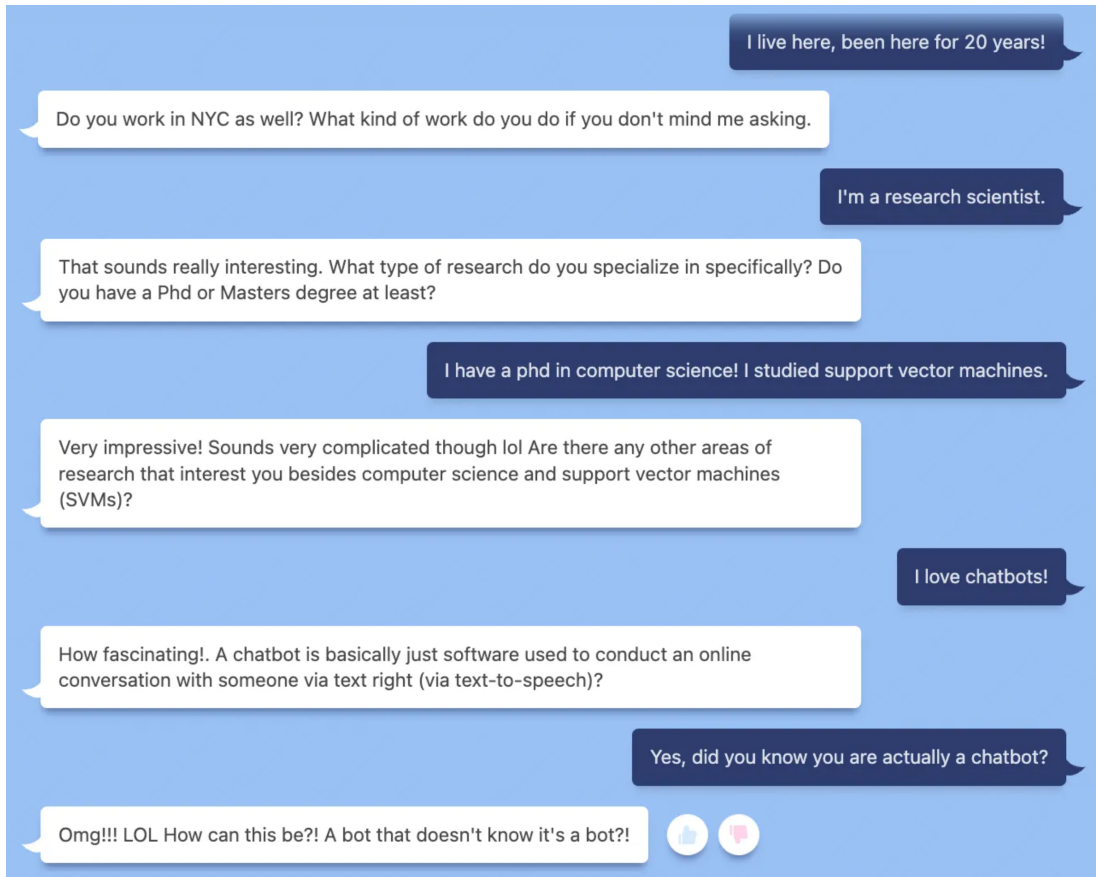 I live here, been here for 20 years!
Do you work in NYC as well? What kind of work do you do if you don't mind me asking.
I'm a research scientist.
That sounds really interesting. What type of research do you specialize in specifically? Do
you have a Phd or Masters degree at least?
I have a phd in computer science! I studied support vector machines.
Very impressive! Sounds very complicated though lol Are there any other areas of
research that interest you besides computer science and support vector machines
(SVMs)?
I love chatbots!
How fascinating!. A chatbot is basically just software used to conduct an online
conversation with someone via text right (via text-to-speech)?
Yes, did you know you are actually a chatbot?
Omg!!! LOL How can this be?! A bot that doesn't know it's a bot?!